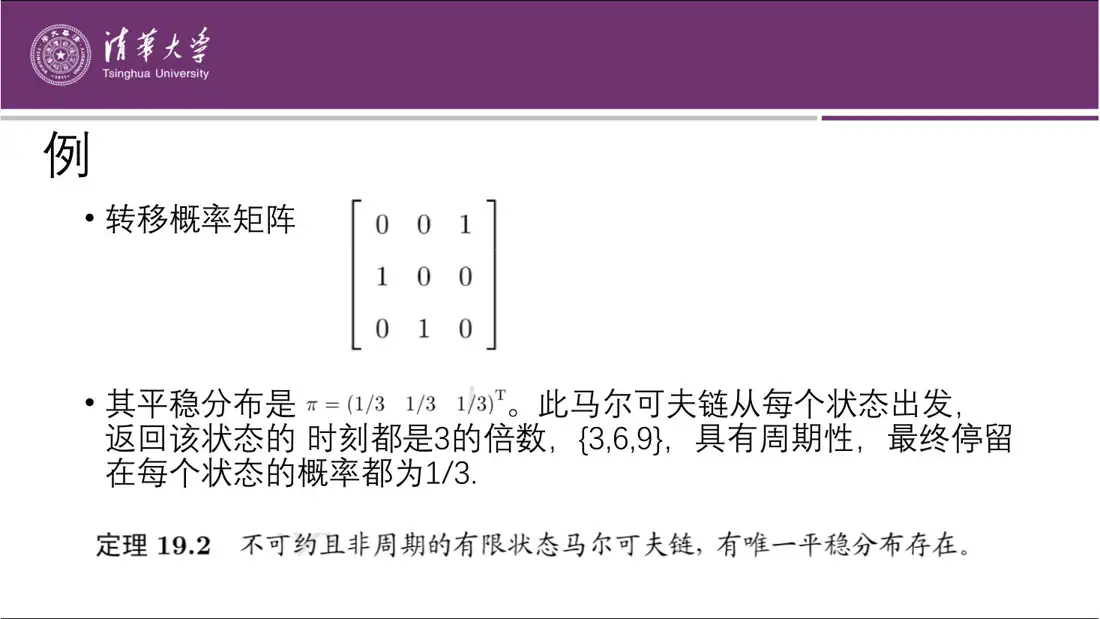 清华大学
Tsinghua University
例
• 转移概率矩阵
0 0 1
1 0 0
0 1 0
• 其平稳分布是 π = (1/3 1/3 1/3)^T。此马尔可夫链从每个状态出发，
返回该状态的 时刻都是3的倍数，{3,6,9}，具有周期性，最终停留
在每个状态的概率都为1/3.
定理 19.2 不可约且非周期的有限状态马尔可夫链, 有唯一平稳分布存在。